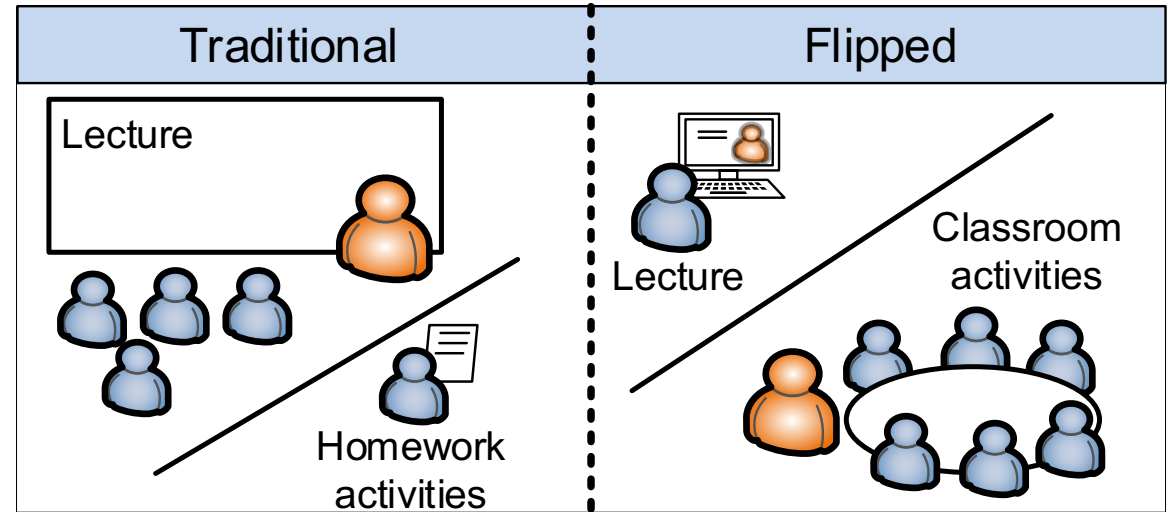 Traditional
Flipped
Lecture
Homework
activities
Lecture
Classroom
activities